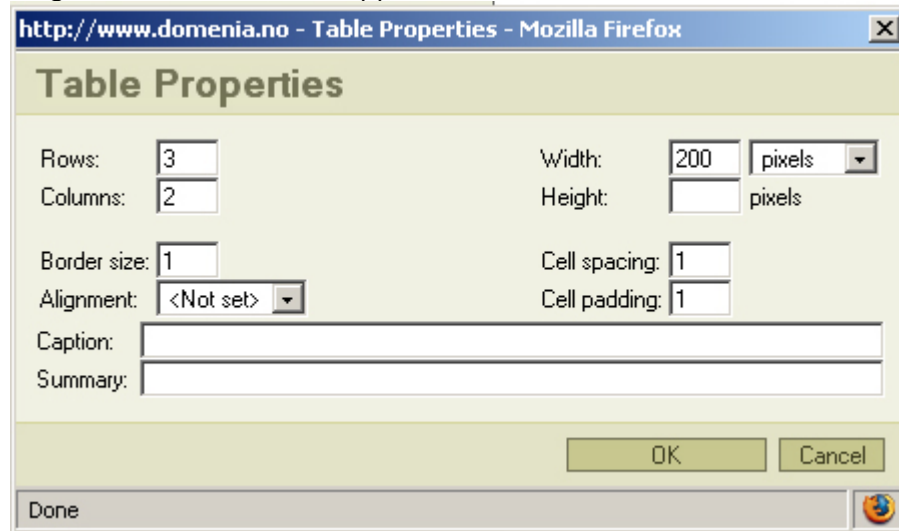 http://www.domenia.no - Table Properties - Mozilla Firefox
Table Properties
Rows: 3 Width: 200 pixels
Columns: 2 Height: pixels
Border size: 1 Cell spacing: 1
Alignment: <Not set> Cell padding: 1
Caption:
Summary:
OK Cancel
Done